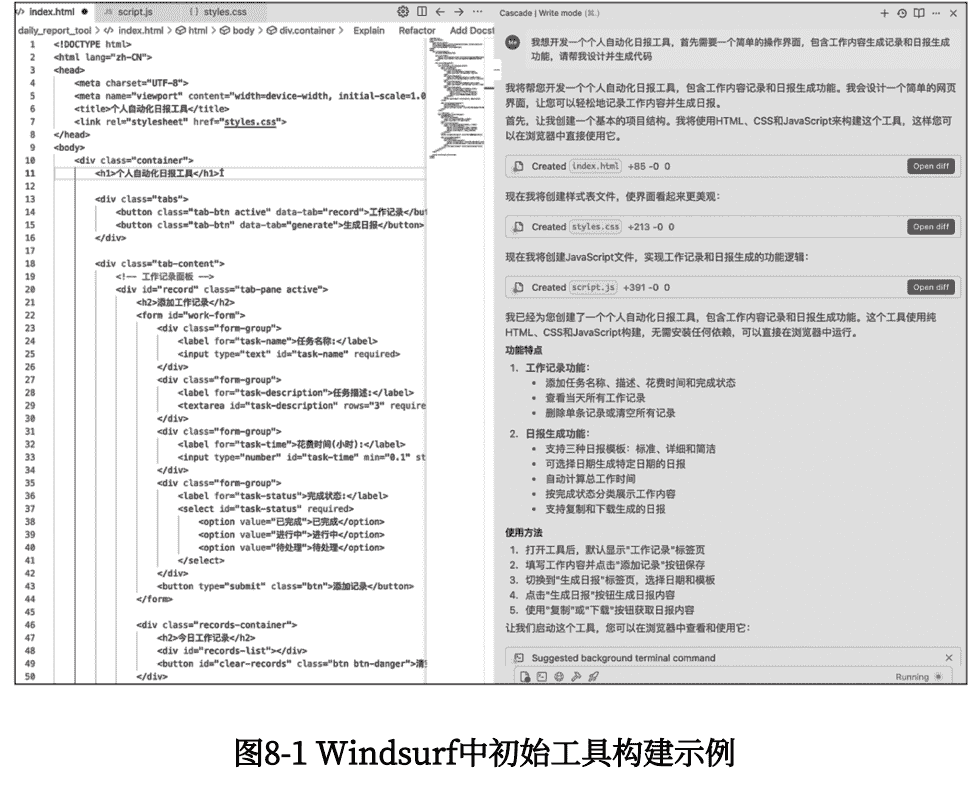 index.html
script.js
styles.css
daily_report_tool > index.html > html > body > div.container >
Explain
Refactor
Add Docst
1 <!DOCTYPE html>
2 <html lang="zh-CN">
3 <head>
4 <meta charset="UTF-8">
5 <meta name="viewport" content="width=device-width, initial-scale=1.0
6 <title>个人自动化日报工具</title>
7 <link rel="stylesheet" href="styles.css">
8 </head>
9 <body>
10 <div class="container">
11 <h1>个人自动化日报工具</h1>
12
13 <div class="tabs">
14 <button class="tab-btn active" data-tab="record">工作记录</but
15 <button class="tab-btn" data-tab="generate">生成日报</button>
16 </div>
17
18 <div class="tab-content">
19 <!-- 工作记录面板 -->
20 <div id="record" class="tab-pane active">
21 <h2>添加工作记录</h2>
22 <form id="work-form">
23 <div class="form-group">
24 <label for="task-name">任务名称:</label>
25 <input type="text" id="task-name" required>
26 </div>
27 <div class="form-group">
28 <label for="task-description">任务描述:</label>
29 <textarea id="task-description" rows="3" require
30 </div>
31 <div class="form-group">
32 <label for="task-time">花费时间(小时):</label>
33 <input type="number" id="task-time" min="0.1" st
34 </div>
35 <div class="form-group">
36 <label for="task-status">完成状态:</label>
37 <select id="task-status" required>
38 <option value="已完成">已完成</option>
39 <option value="进行中">进行中</option>
40 <option value="待处理">待处理</option>
41 </select>
42 </div>
43 <button type="submit" class="btn">添加记录</button>
44 </form>
45
46 <div class="records-container">
47 <h2>今日工作记录</h2>
48 <div id="records-list"></div>
49 <button id="clear-records" class="btn btn-danger">清
50 </div>
Cascade | Write mode (⌘.)
Me
我想开发一个个人自动化日报工具，首先需要一个简单的操作界面，包含工作内容生成记录和日报生成
功能，请帮我设计并生成代码
我将帮您开发一个个人自动化日报工具，包含工作内容记录和日报生成功能。我会设计一个简单的网页
界面，让您可以轻松地记录工作内容并生成日报。
首先，让我创建一个基本的项目结构。我将使用HTML、CSS和JavaScript来构建这个工具，这样您可
以在浏览器中直接使用它。
Created index.html +85 -0 0 Open diff
现在我将创建样式表文件，使界面看起来更美观：
Created styles.css +213 -0 0 Open diff
现在我将创建JavaScript文件，实现工作记录和日报生成的功能逻辑：
Created script.js +391 -0 0 Open diff
我已经为您创建了一个个人自动化日报工具，包含工作内容记录和日报生成功能。这个工具使用纯
HTML、CSS和JavaScript构建，无需安装任何依赖，可以直接在浏览器中运行。
功能特点
1. 工作记录功能：
• 添加任务名称、描述、花费时间和完成状态
• 查看当天所有工作记录
• 删除单条记录或清空所有记录
2. 日报生成功能：
• 支持三种日报模板：标准、详细和简洁
• 可选择日期生成特定日期的日报
• 自动计算总工作时间
• 按完成状态分类展示工作内容
• 支持复制和下载生成的日报
使用方法
1. 打开工具后，默认显示"工作记录"标签页
2. 填写工作内容并点击"添加记录"按钮保存
3. 切换到"生成日报"标签页，选择日期和模板
4. 点击"生成日报"按钮生成日报内容
5. 使用"复制"或"下载"按钮获取日报内容
让我们启动这个工具，您可以在浏览器中查看和使用它：
Suggested background terminal command
Running
图8-1 Windsurf中初始工具构建示例